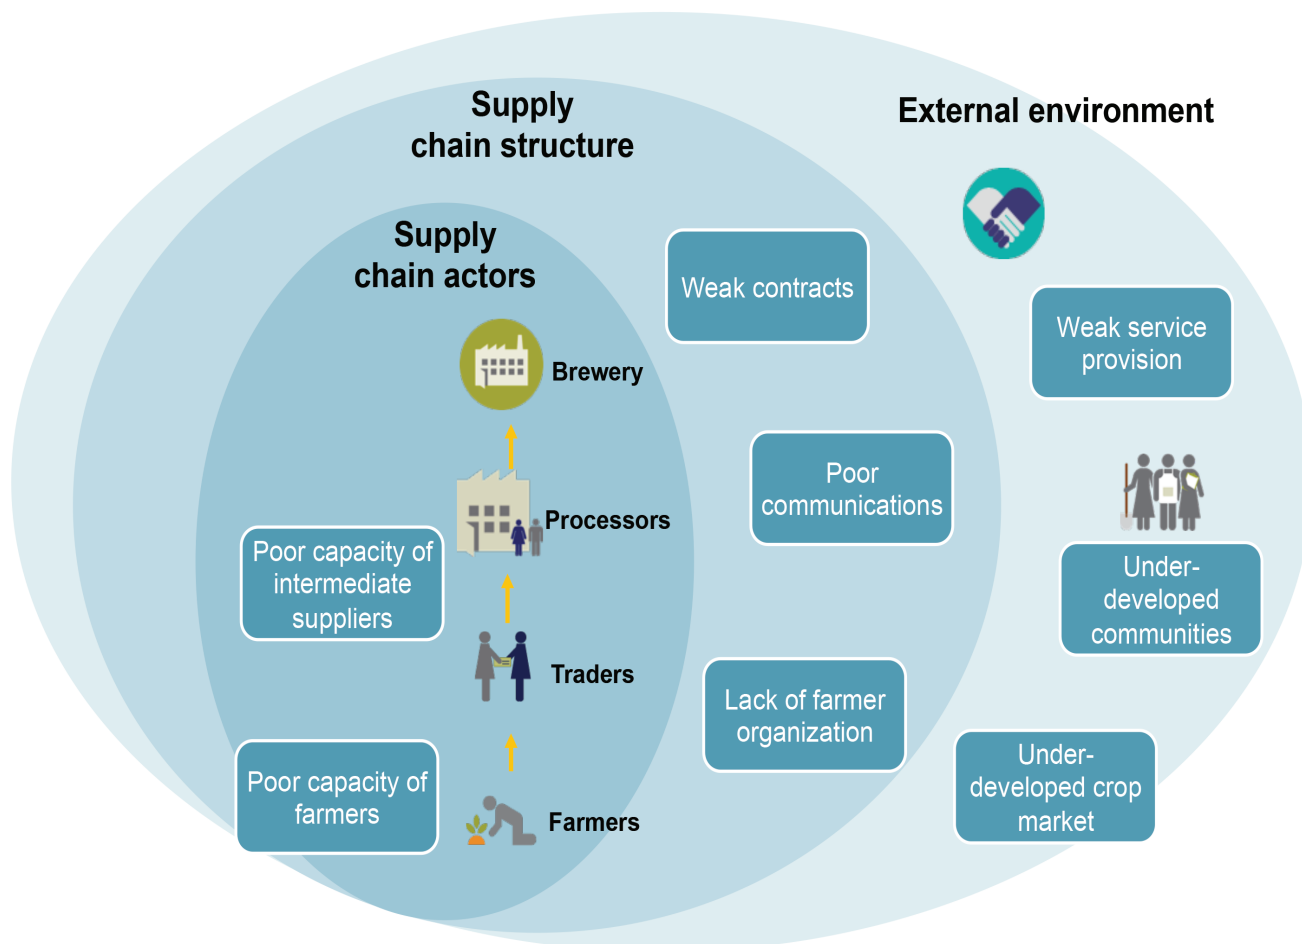 Supply
chain structure
External environment
Supply
chain actors
Weak contracts
Weak service
provision
Brewery
Poor
communications
Processors
Poor capacity of
intermediate
suppliers
Under-
developed
communities
Traders
Lack of farmer
organization
Under-
developed crop
market
Poor capacity of
farmers
Farmers